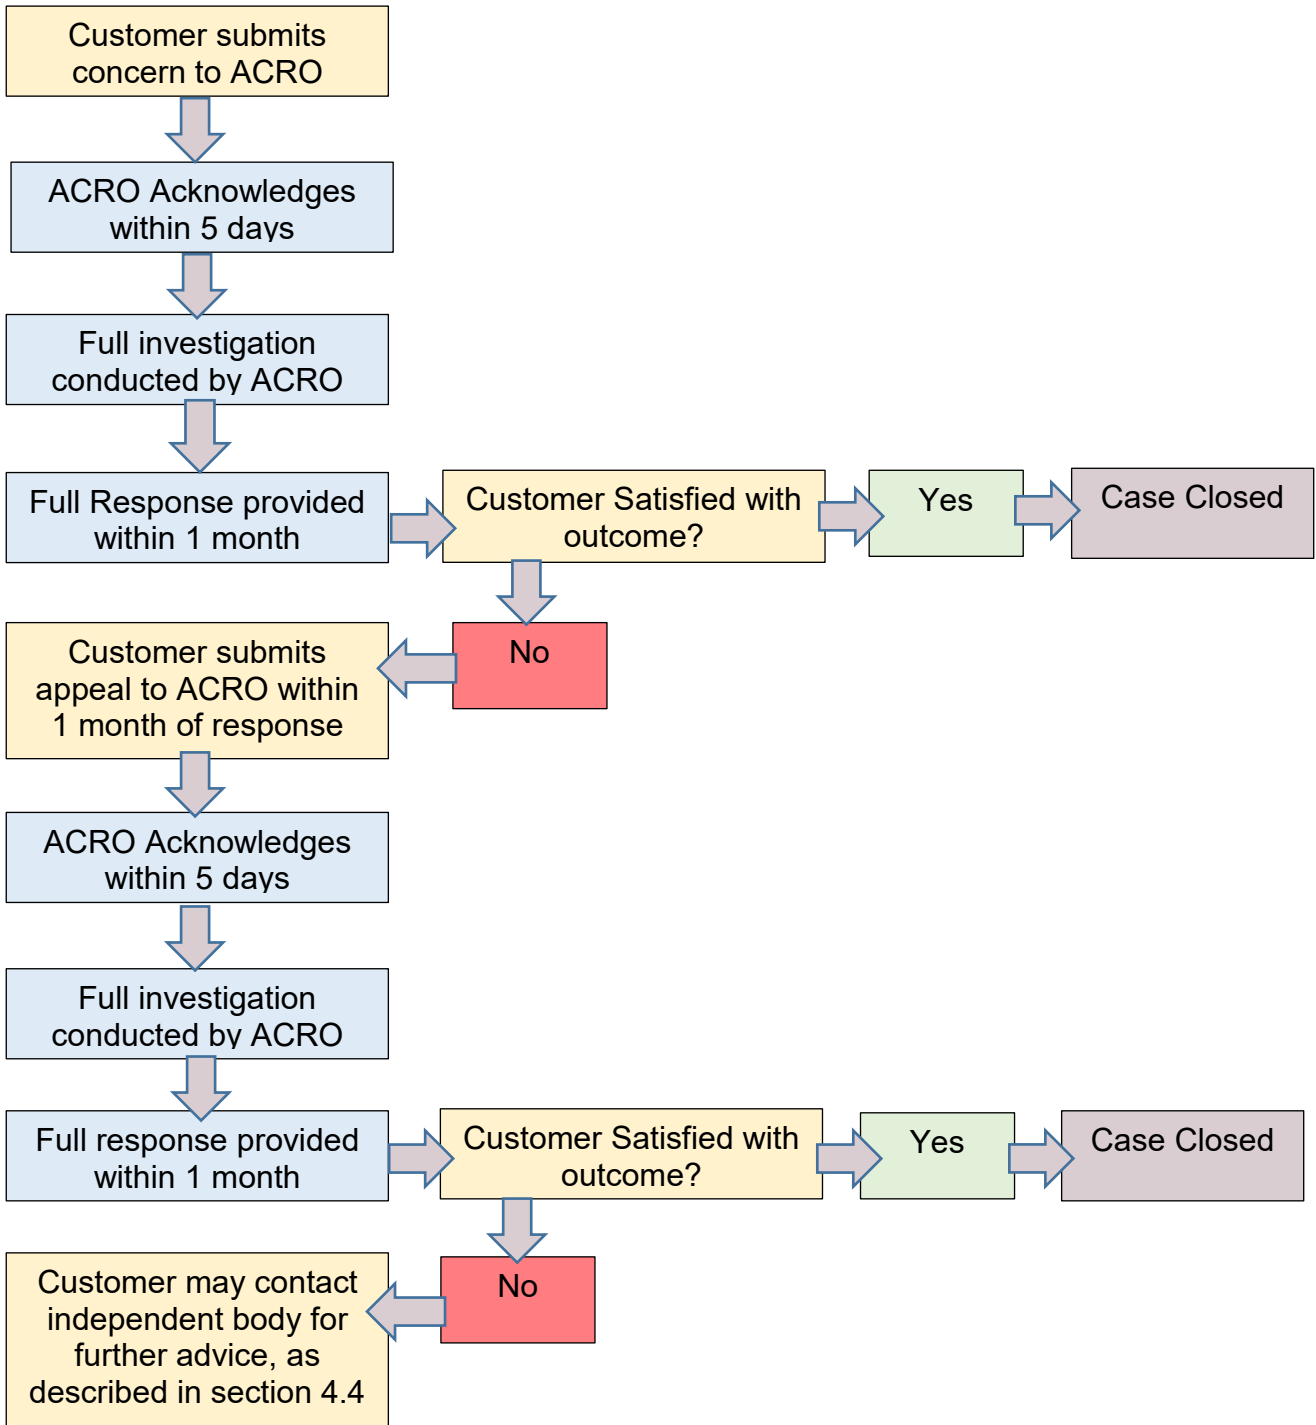 Customer submits
concern to ACRO
ACRO Acknowledges
within 5 days
Full investigation
conducted by ACRO
Full Response provided
within 1 month
Customer Satisfied with
outcome?
Yes
Case Closed
No
Customer submits
appeal to ACRO within
1 month of response
ACRO Acknowledges
within 5 days
Full investigation
conducted by ACRO
Full response provided
within 1 month
Customer Satisfied with
outcome?
Yes
Case Closed
No
Customer may contact
independent body for
further advice, as
described in section 4.4